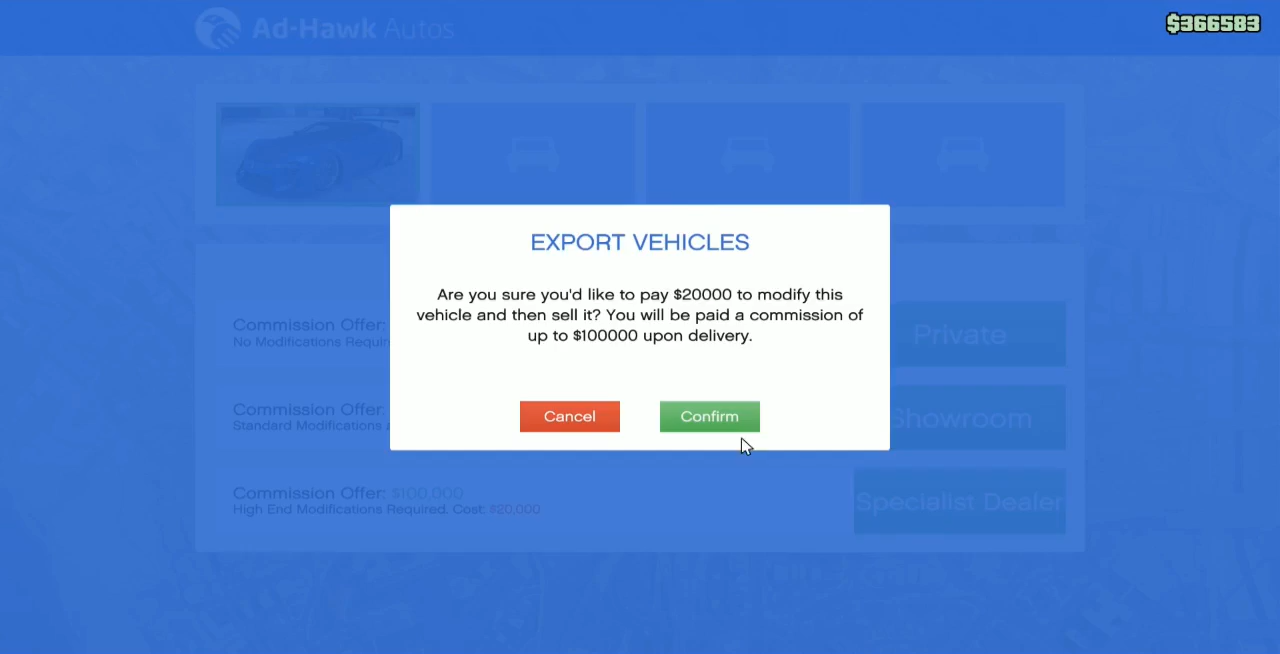 Ad-Hawk Autos
$366583
EXPORT VEHICLES
Are you sure you'd like to pay $20000 to modify this
vehicle and then sell it? You will be paid a commission of
up to $100000 upon delivery.
Cancel
Confirm
Commission Offer:
No Modifications
Private
Commission Offer:
Standard Modifications
Showroom
Commission Offer: $100,000
High End Modifications Required. Cost: $20,000
Specialist Dealer